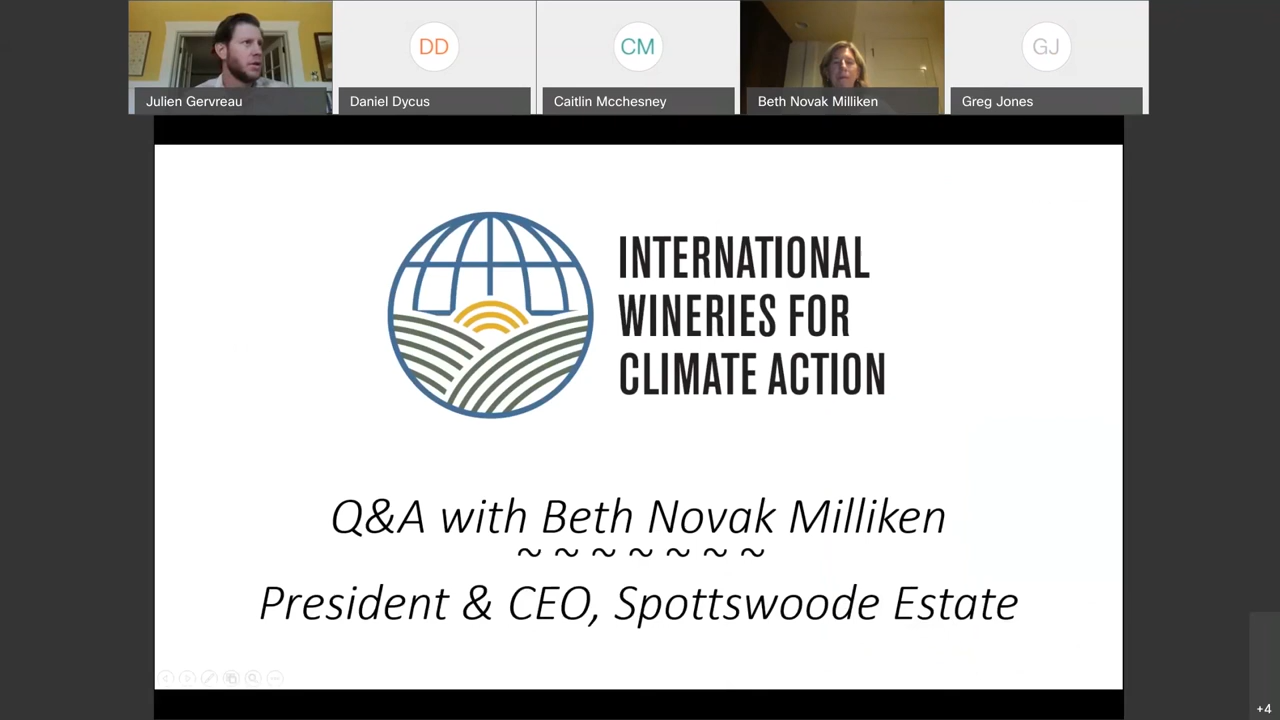 DD
CM
GJ
Julien Gervreau
Daniel Dycus
Caitlin Mcchesney
Beth Novak Milliken
Greg Jones
INTERNATIONAL
WINERIES FOR
CLIMATE ACTION
Q&A with Beth Novak Milliken
~ ~ ~ ~ ~ ~ ~
President & CEO, Spottswoode Estate
+4